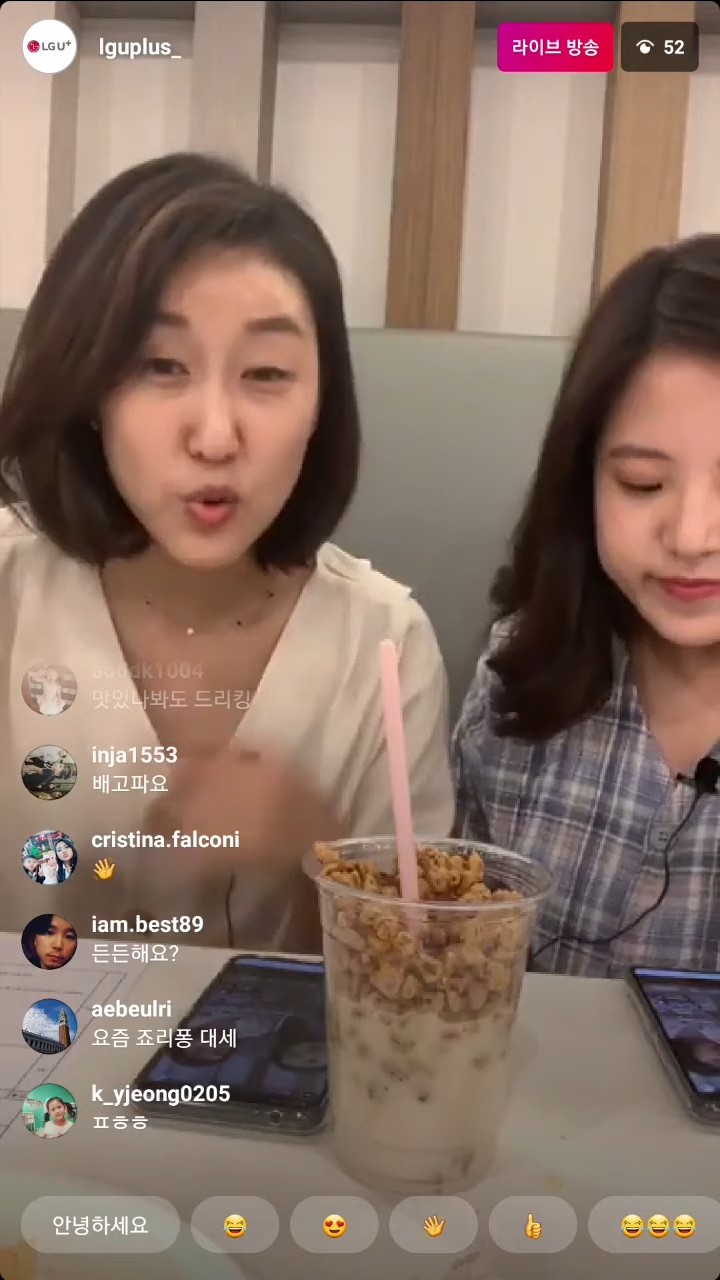 LG U+
lguplus_
라이브 방송
52
맛있나봐도 드리킹
inja1553
배고파요
cristina.falconi
👋
iam.best89
든든해요?
aebeulri
요즘 죠리퐁 대세
k_yjeong0205
ㅍㅎㅎ
안녕하세요
😂
😍
👋
👍
😂😂😂